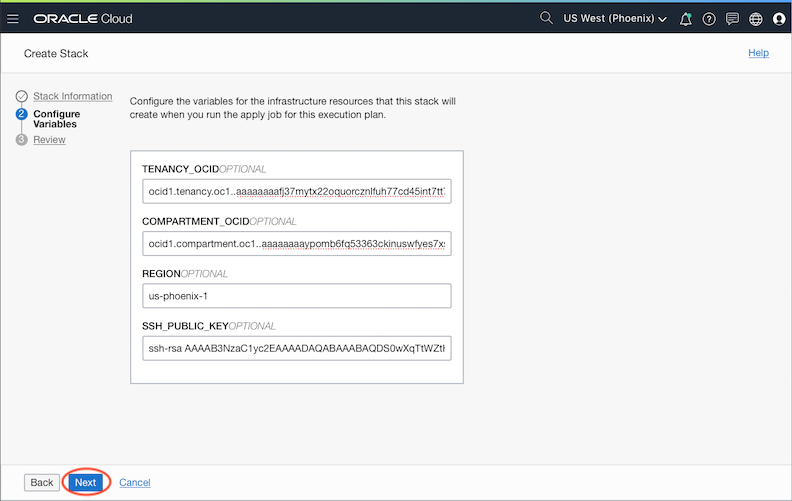 ORACLE Cloud
US West (Phoenix)
Create Stack
Help
Stack Information
2 Configure
Variables
3 Review
Configure the variables for the infrastructure resources that this stack will
create when you run the apply job for this execution plan.
TENANCY_OCIDOPTIONAL
ocid1.tenancy.oc1..aaaaaaaafj37mytx22oquorcznlfuh77cd45int7tt
COMPARTMENT_OCIDOPTIONAL
ocid1.compartment.oc1..aaaaaaaaypomb6fq53363ckinuswfyes7x
REGIONOPTIONAL
us-phoenix-1
SSH_PUBLIC_KEYOPTIONAL
ssh-rsa AAAAB3NzaC1yc2EAAAADAQABAAABAQDS0wXqTtWZt
Back
Next
Cancel